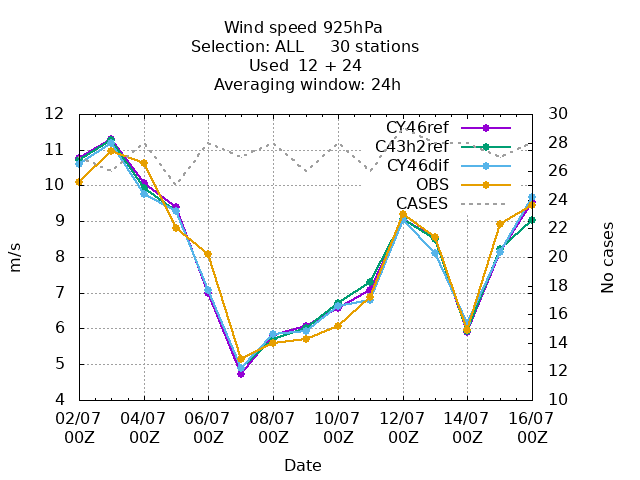 Wind speed 925hPa
Selection: ALL 30 stations
Used 12 + 24
Averaging window: 24h
12 30
11 28
10 26
9 24
8 22
7 20
6 18
5 16
4 14
12
10
m/s
No cases
CY46ref
C43h2ref
CY46dif
OBS
CASES
02/07 04/07 06/07 08/07 10/07 12/07 14/07 16/07
00Z 00Z 00Z 00Z 00Z 00Z 00Z 00Z
Date